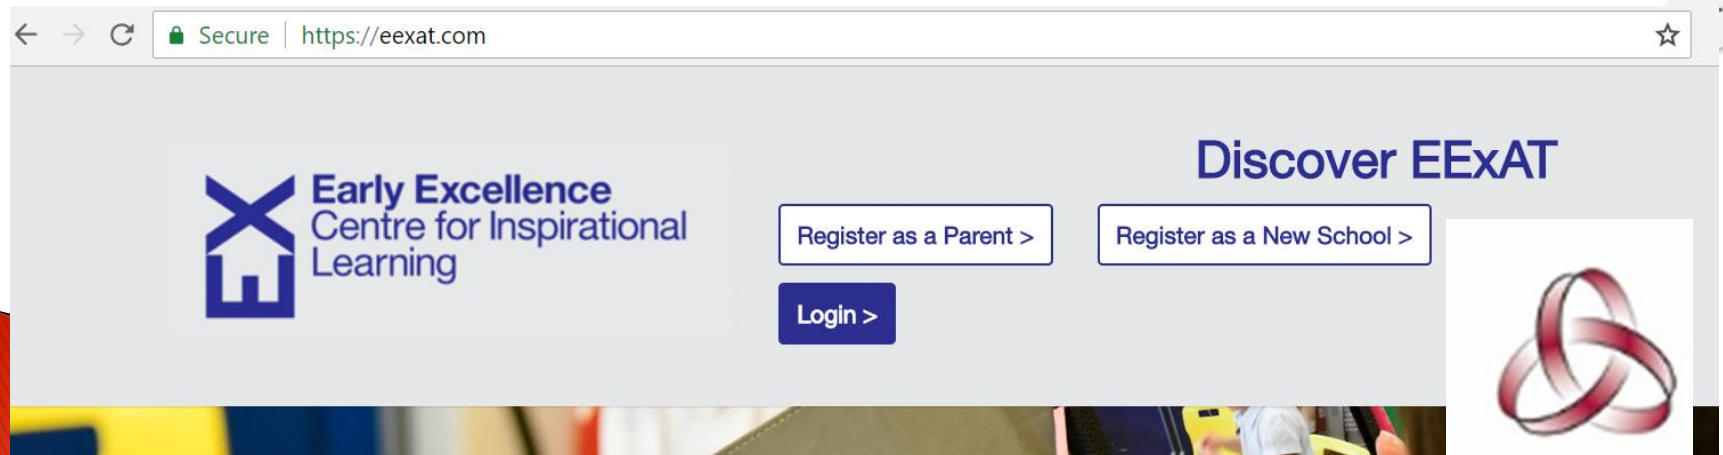 Secure https://eexat.com
Discover EExAT
Early Excellence
Centre for Inspirational
Learning
Register as a Parent >
Register as a New School >
Login >